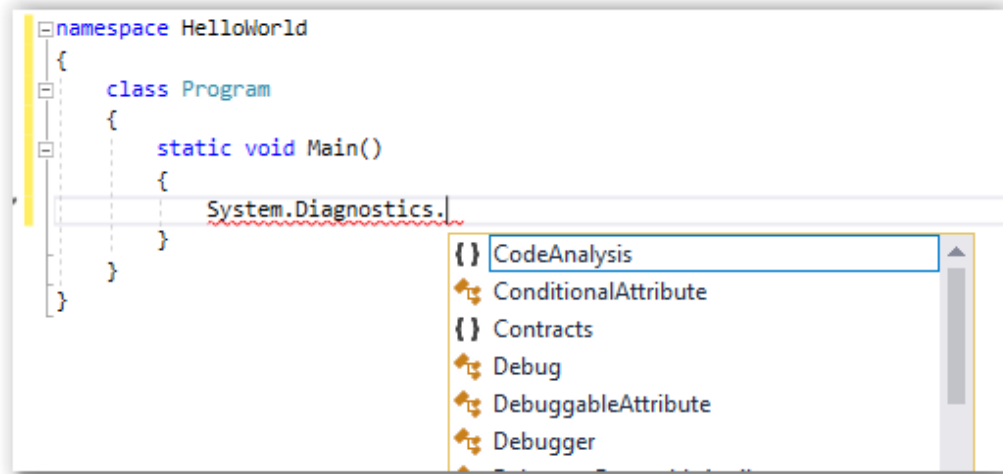 namespace HelloWorld
{
class Program
{
static void Main()
{
System.Diagnostics.
}
}
}
{ } CodeAnalysis
ConditionalAttribute
{ } Contracts
Debug
DebuggableAttribute
Debugger